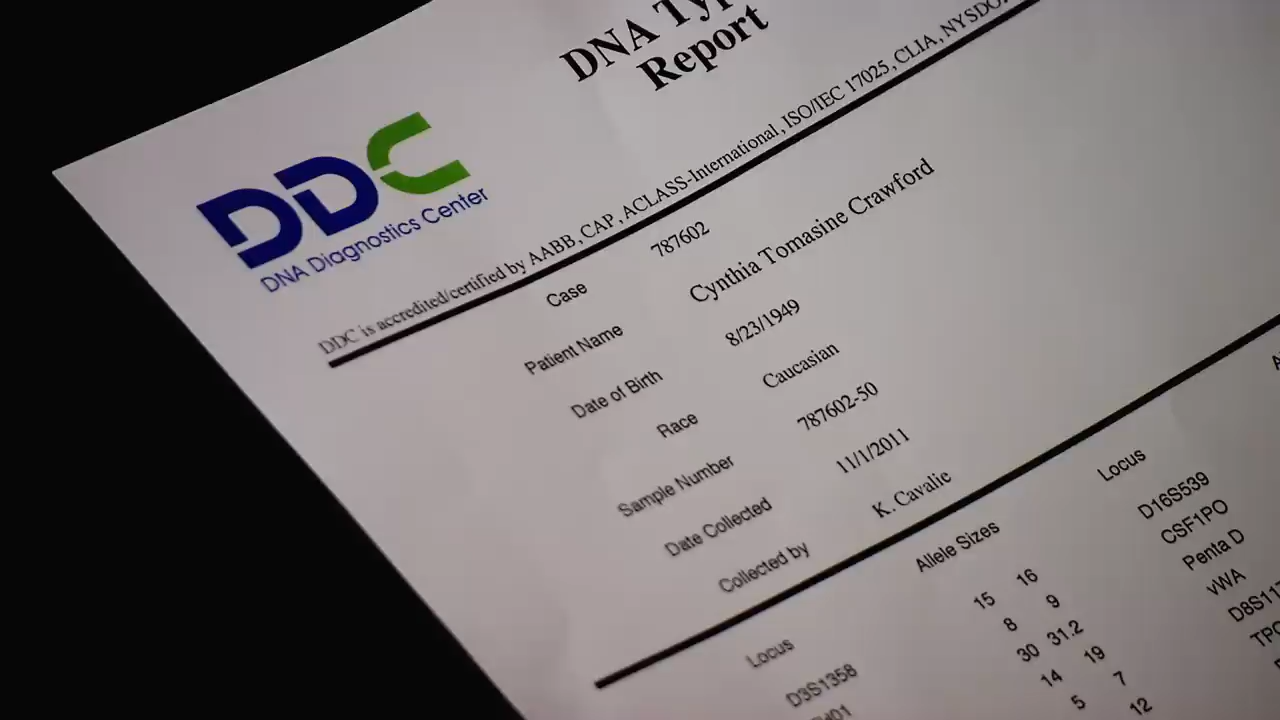 DNA
Report
DDC
DNA Diagnostics Center
DDC is accredited/certified by AABB, CAP, ACLASS-International, ISO/IEC 17025, CLIA, NYSDO
Case 787602
Patient Name Cynthia Tomasine Crawford
Date of Birth 8/23/1949
Race Caucasian
Sample Number 787602-50
Date Collected 11/1/2011
Collected by K. Cavalie
Locus Allele Sizes Locus
D3S1358 15 16 D16S539
8 9 CSF1PO
30 31.2 Penta D
14 19 vWA
5 7
12